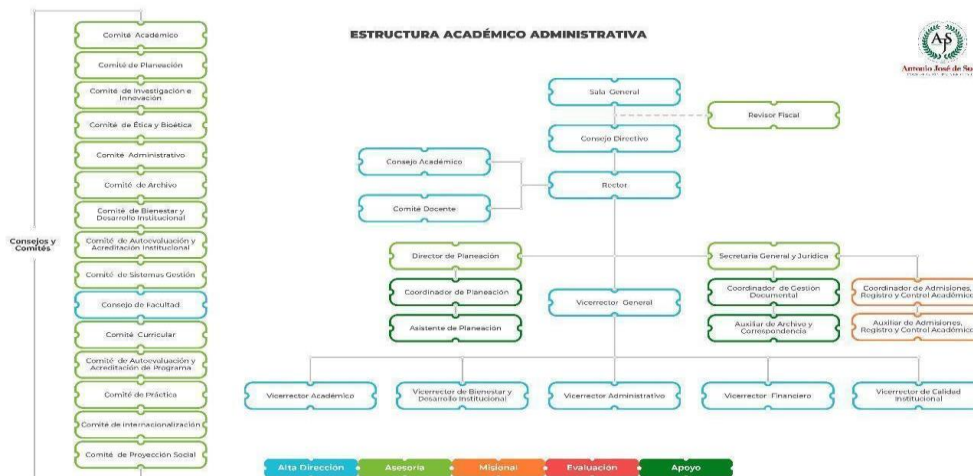 ESTRUCTURA ACADÉMICO ADMINISTRATIVA
Consejos y
Comités
Comité Académico
Comité de Planeación
Comité de Investigación e
Innovación
Comité de Ética y Bioética
Comité Administrativo
Comité de Archivo
Comité de Bienestar y
Desarrollo Institucional
Comité de Autoevaluación y
Acreditación Institucional
Comité de Sistemas Gestión
Consejo de Facultad
Comité Curricular
Comité de Autoevaluación y
Acreditación de Programa
Comité de Práctica
Comité de Internacionalización
Comité de Proyección Social
AJS
Antonio José de Su
Sala General
Revisor Fiscal
Consejo Directivo
Consejo Académico
Rector
Comité Docente
Director de Planeación
Secretaria General y Jurídica
Coordinador de Planeación
Coordinador de Gestión
Documental
Coordinador de Admisiones,
Registro y Control Académico
Vicerrector General
Asistente de Planeación
Auxiliar de Archivo y
Correspondencia
Auxiliar de Admisiones,
Registro y Control Académico
Vicerrector Académico
Vicerrector de Bienestar y
Desarrollo Institucional
Vicerrector Administrativo
Vicerrector Financiero
Vicerrector de Calidad
Institucional
Alta Dirección
Asesoría
Misional
Evaluación
Apoyo